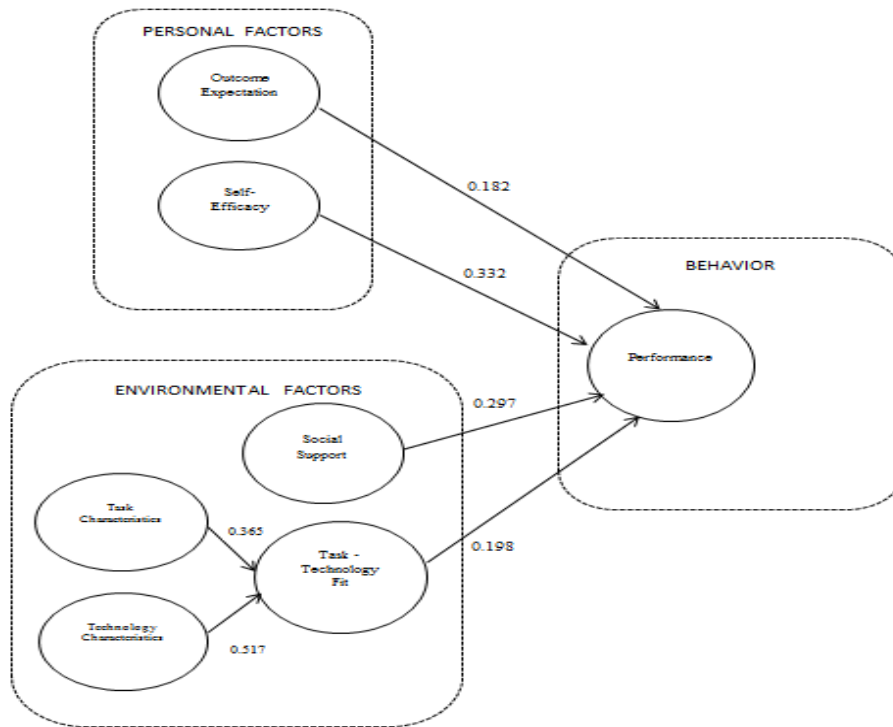 PERSONAL FACTORS
Outcome
Expectation
Self-
Efficacy
0.182
0.332
BEHAVIOR
Performance
ENVIRONMENTAL FACTORS
0.297
Social
Support
Task
Characteristics
0.365
Task -
Technology
Fit
0.198
Technology
Characteristics
0.517